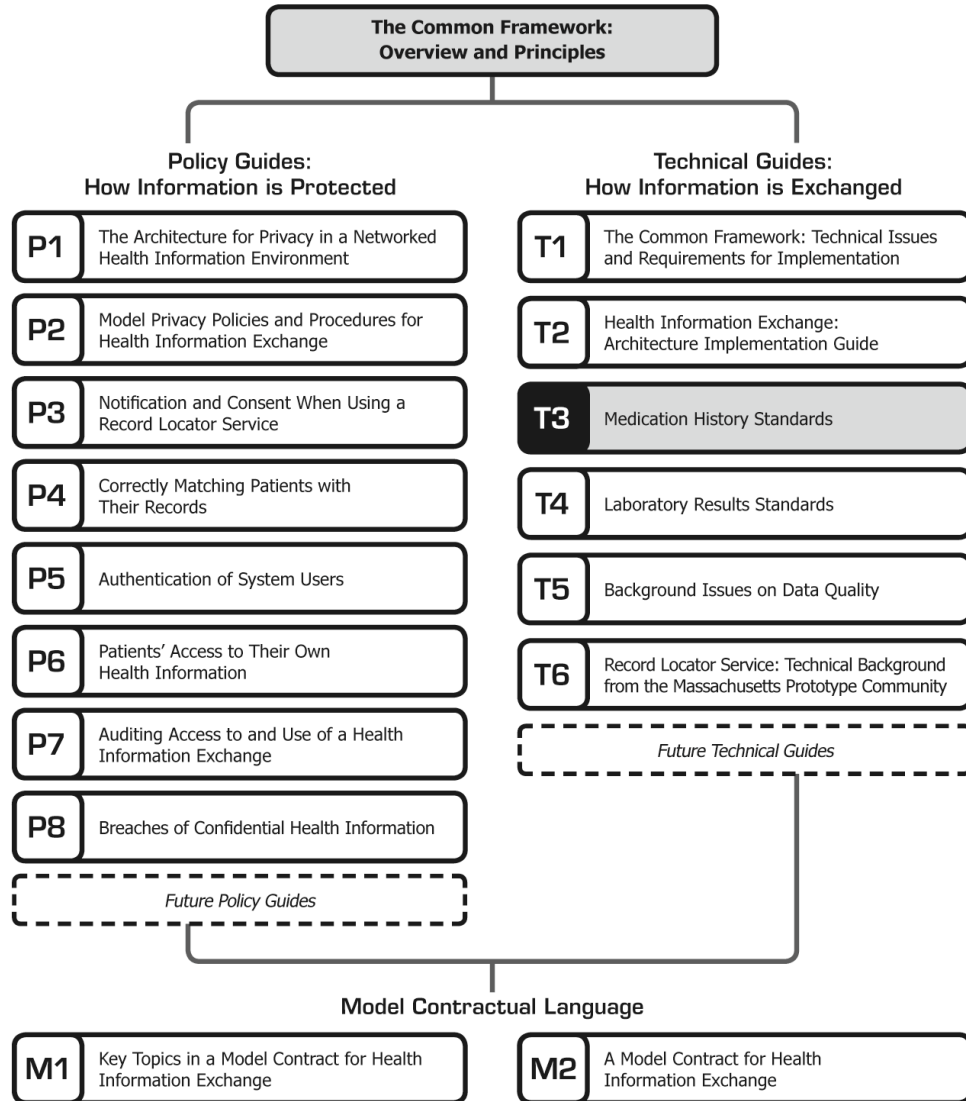 The Common Framework:
Overview and Principles
Policy Guides:
How Information is Protected
P1
The Architecture for Privacy in a Networked
Health Information Environment
P2
Model Privacy Policies and Procedures for
Health Information Exchange
P3
Notification and Consent When Using a
Record Locator Service
P4
Correctly Matching Patients with
Their Records
P5
Authentication of System Users
P6
Patients’ Access to Their Own
Health Information
P7
Auditing Access to and Use of a Health
Information Exchange
P8
Breaches of Confidential Health Information
Future Policy Guides
Technical Guides:
How Information is Exchanged
T1
The Common Framework: Technical Issues
and Requirements for Implementation
T2
Health Information Exchange:
Architecture Implementation Guide
T3
Medication History Standards
T4
Laboratory Results Standards
T5
Background Issues on Data Quality
T6
Record Locator Service: Technical Background
from the Massachusetts Prototype Community
Future Technical Guides
Model Contractual Language
M1
Key Topics in a Model Contract for Health
Information Exchange
M2
A Model Contract for Health
Information Exchange